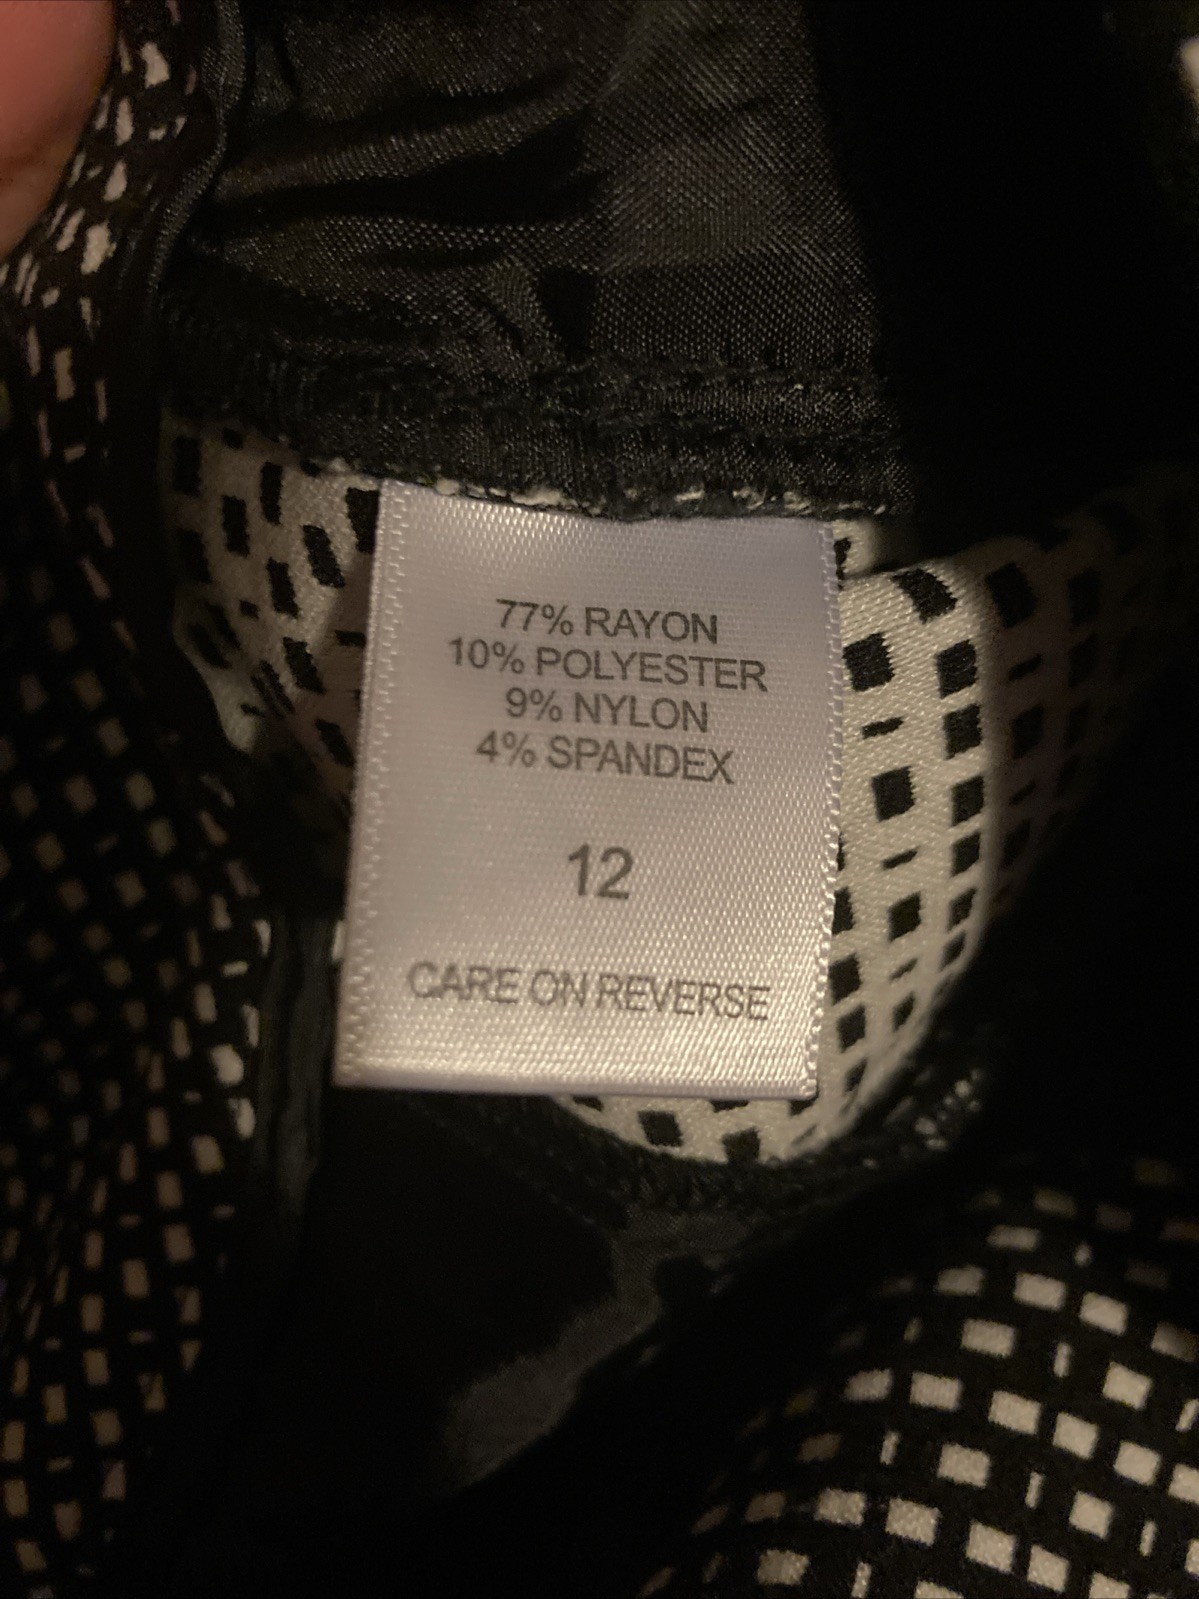 77% RAYON
10% POLYESTER
9% NYLON
4% SPANDEX
12
CARE ON REVERSE